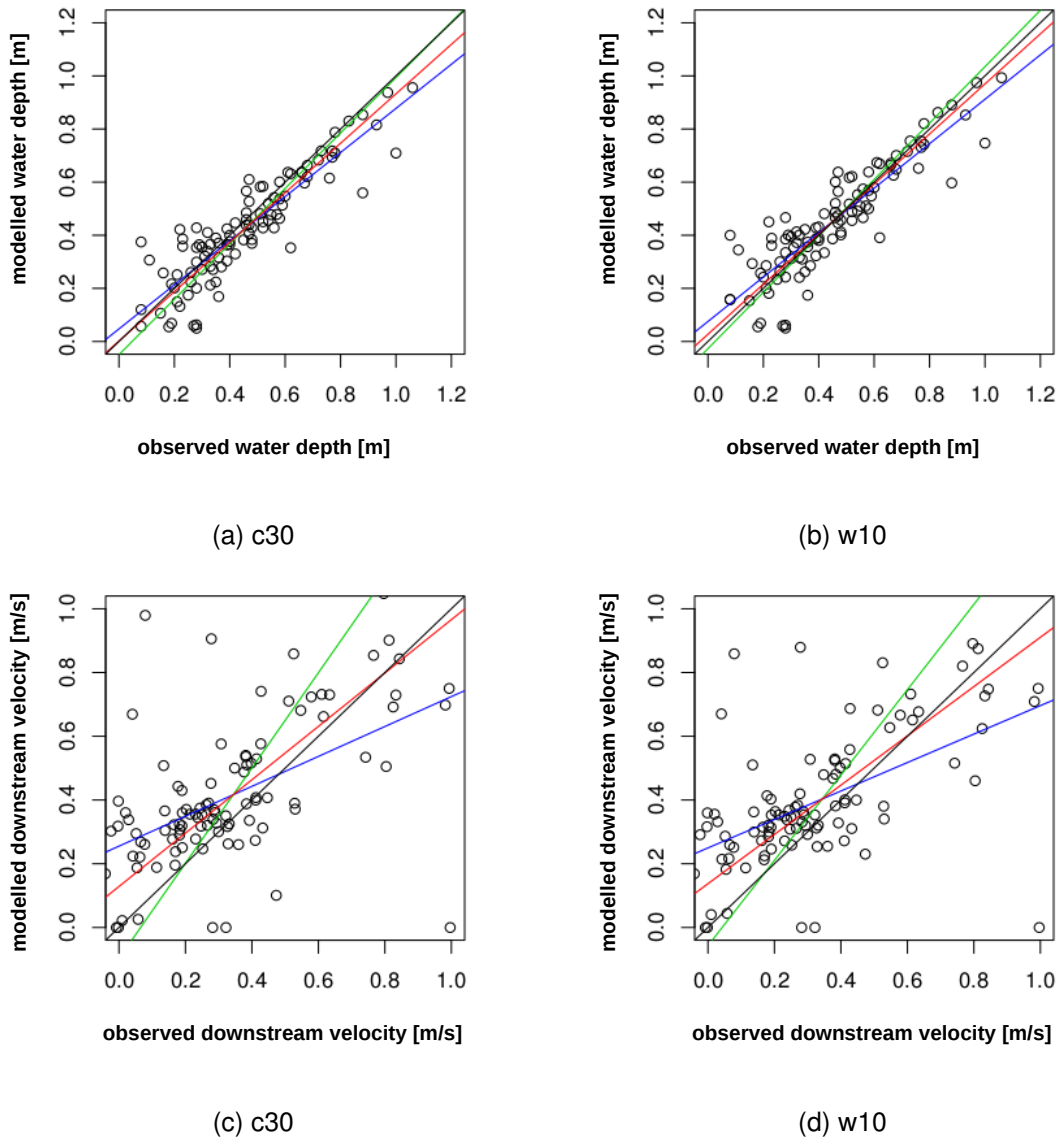 modelled water depth [m]
0.0 0.2 0.4 0.6 0.8 1.0 1.2
0.0 0.2 0.4 0.6 0.8 1.0 1.2
observed water depth [m]
(a) c30
modelled water depth [m]
0.0 0.2 0.4 0.6 0.8 1.0 1.2
0.0 0.2 0.4 0.6 0.8 1.0 1.2
observed water depth [m]
(b) w10
modelled downstream velocity [m/s]
0.0 0.2 0.4 0.6 0.8 1.0
0.0 0.2 0.4 0.6 0.8 1.0
observed downstream velocity [m/s]
(c) c30
modelled downstream velocity [m/s]
0.0 0.2 0.4 0.6 0.8 1.0
0.0 0.2 0.4 0.6 0.8 1.0
observed downstream velocity [m/s]
(d) w10